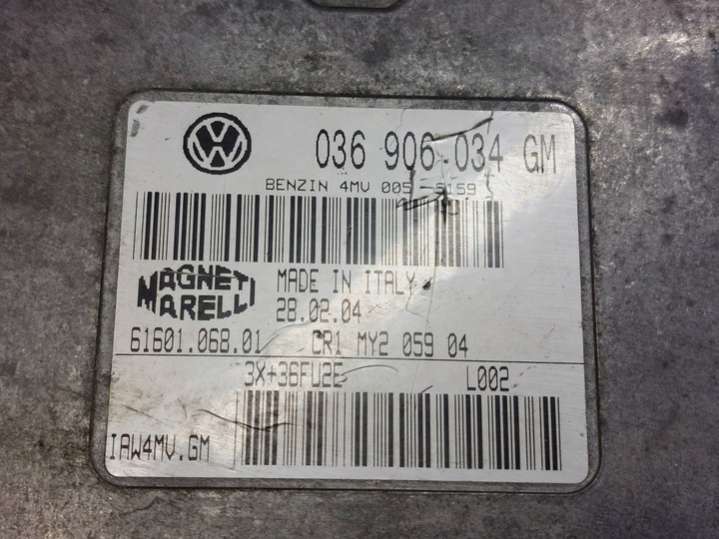 036 906 034 GM
BENZIN 4MV 005 -5159
MAGNETI
MARELLI
MADE IN ITALY
28.02.04
61601.068.01 CR1 MY2 059 04
3X+36FU2E L002
IAW4MV.GM